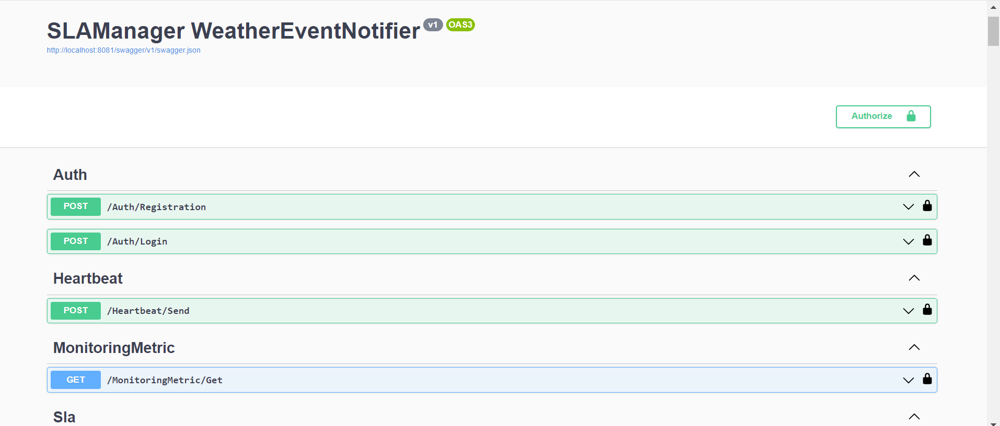 SLAManager WeatherEventNotifier v1 OAS3
http://localhost:8081/swagger/v1/swagger.json
Authorize
Auth
POST /Auth/Registration
POST /Auth/Login
Heartbeat
POST /Heartbeat/Send
MonitoringMetric
GET /MonitoringMetric/Get
Sla